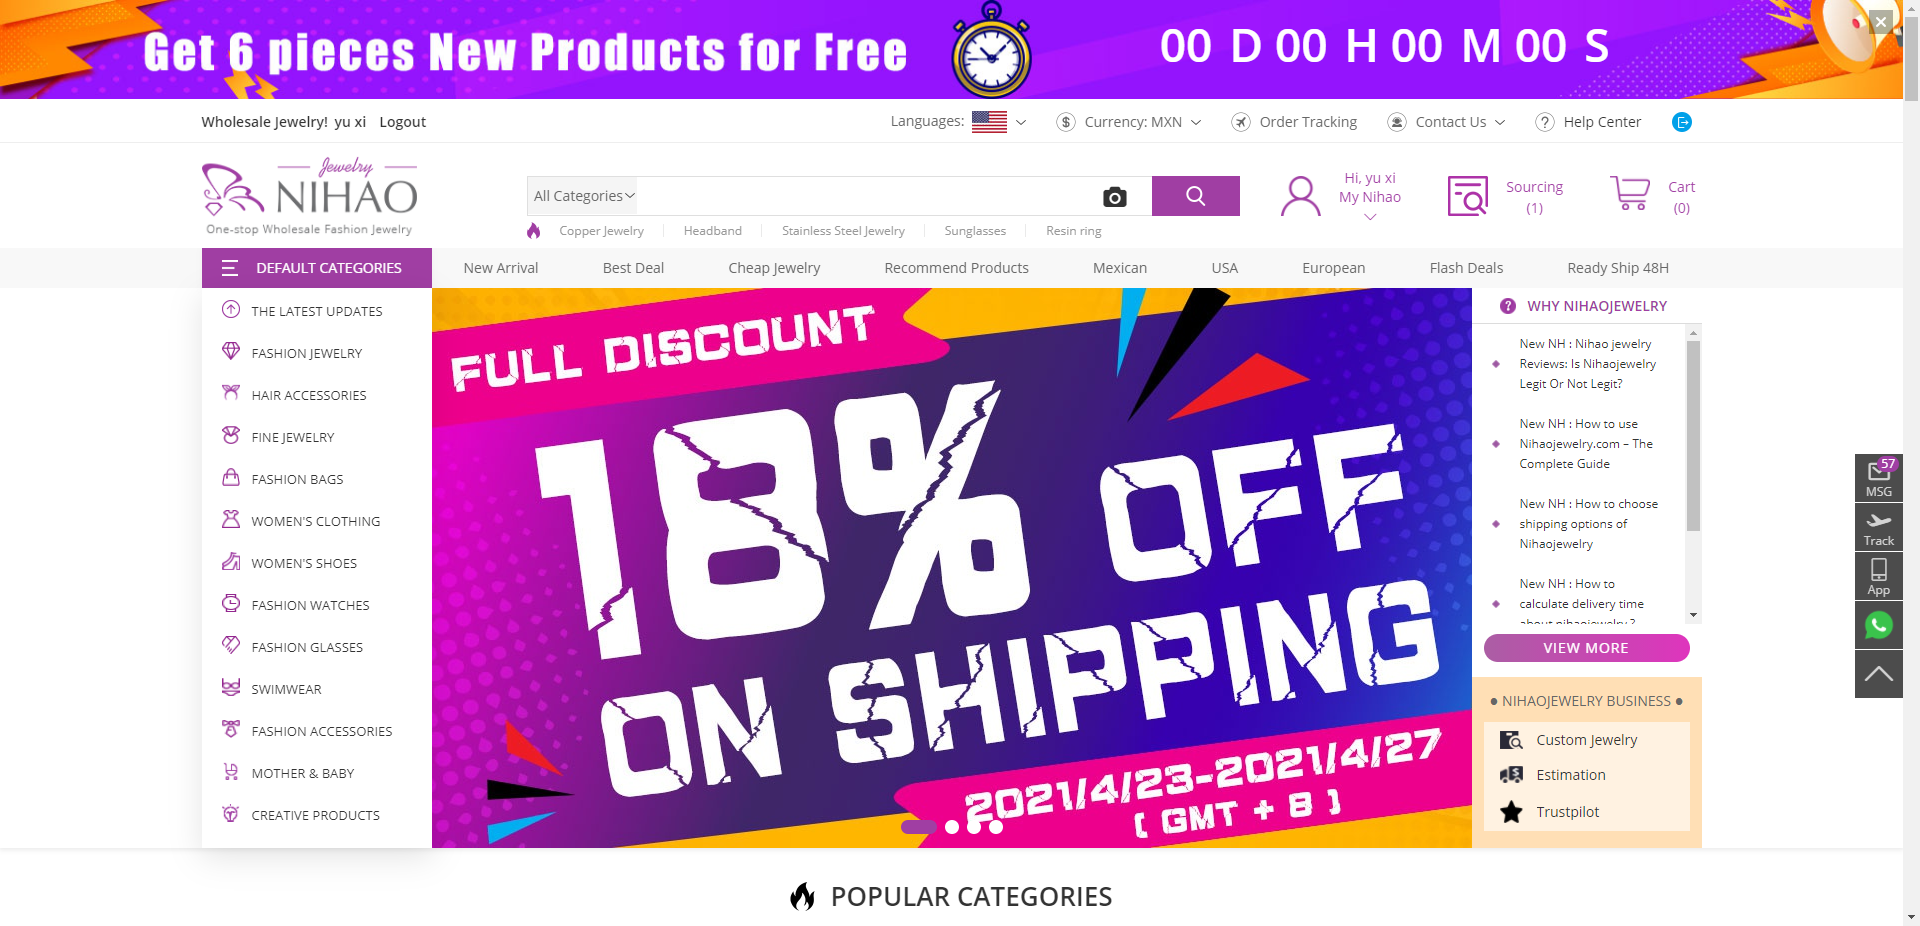 Get 6 pieces New Products for Free
00 D 00 H 00 M 00 S
Wholesale Jewelry! yu xi Logout
Languages:
Currency: MXN
Order Tracking
Contact Us
Help Center
Jewelry
NIHAO
One-stop Wholesale Fashion Jewelry
All Categories
Copper Jewelry
Headband
Stainless Steel Jewelry
Sunglasses
Resin ring
Hi, yu xi
My Nihao
Sourcing
(1)
Cart
(0)
DEFAULT CATEGORIES
New Arrival
Best Deal
Cheap Jewelry
Recommend Products
Mexican
USA
European
Flash Deals
Ready Ship 48H
THE LATEST UPDATES
FASHION JEWELRY
HAIR ACCESSORIES
FINE JEWELRY
FASHION BAGS
WOMEN'S CLOTHING
WOMEN'S SHOES
FASHION WATCHES
FASHION GLASSES
SWIMWEAR
FASHION ACCESSORIES
MOTHER & BABY
CREATIVE PRODUCTS
FULL DISCOUNT
18% OFF
ON SHIPPING
2021/4/23-2021/4/27
( GMT + 8 )
WHY NIHAOJEWELRY
New NH : Nihao jewelry
Reviews: Is Nihaojewelry
Legit Or Not Legit?
New NH : How to use
Nihaojewelry.com – The
Complete Guide
New NH : How to choose
shipping options of
Nihaojewelry
New NH : How to
calculate delivery time
about nihaojewelry ?
VIEW MORE
● NIHAOJEWELRY BUSINESS ●
Custom Jewelry
Estimation
Trustpilot
57
MSG
Track
App
POPULAR CATEGORIES